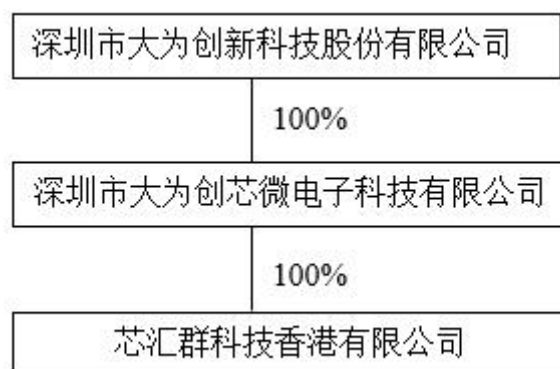 深圳市大为创新科技股份有限公司
100%
深圳市大为创芯微电子科技有限公司
100%
芯汇群科技香港有限公司